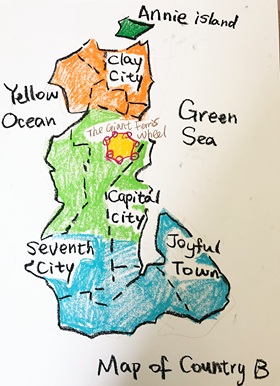 Annie island
Clay
City
Yellow
Ocean
Green
Sea
The Giant Ferris
Wheel
Capital
City
Seventh
City
Joyful
Town
Map of Country B